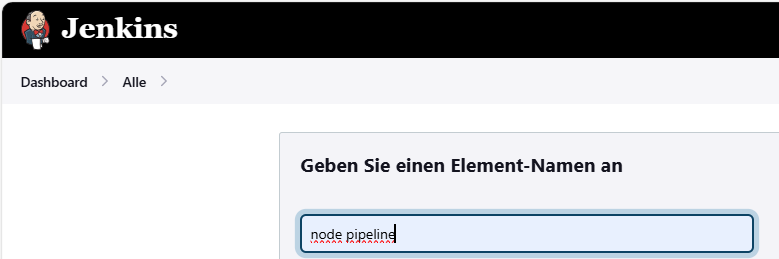 Jenkins
Dashboard > Alle >
Geben Sie einen Element-Namen an
node pipeline